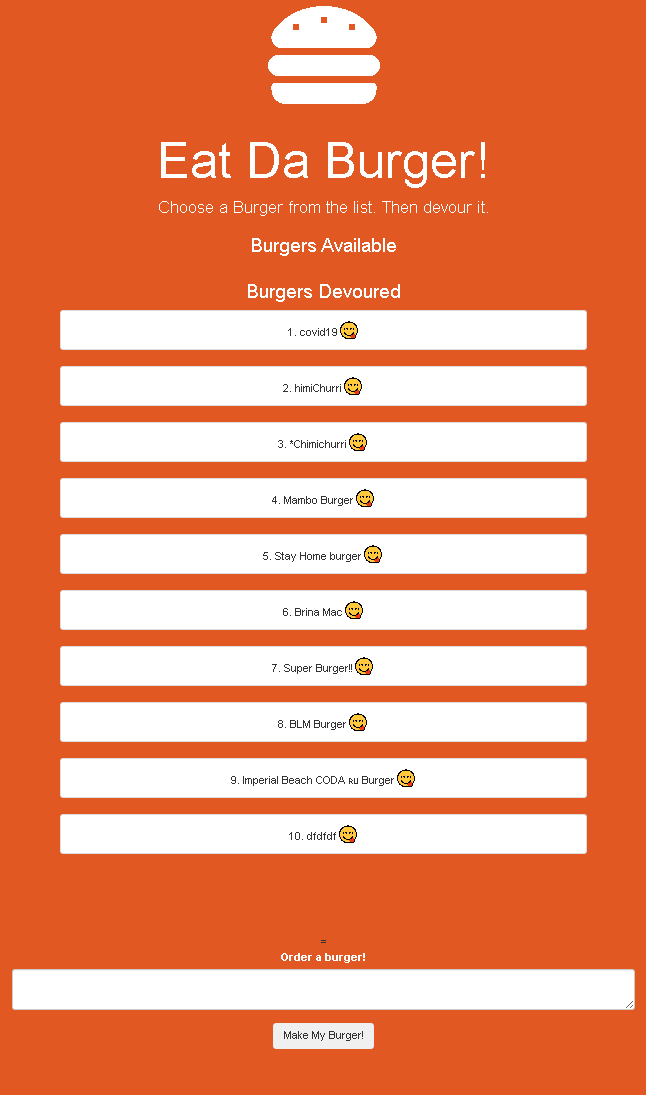 Eat Da Burger!
Choose a Burger from the list. Then devour it.
Burgers Available
Burgers Devoured
1. covid19 😋
2. himiChurri 😋
3. *Chimichurri 😋
4. Mambo Burger 😋
5. Stay Home burger 😋
6. Brina Mac 😋
7. Super Burger!! 😋
8. BLM Burger 😋
9. Imperial Beach CODA 🇷🇺 Burger 😋
10. dfdfdf 😋
=
Order a burger!
Make My Burger!